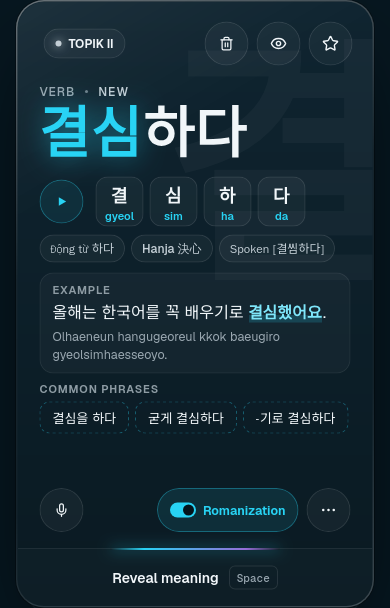 TOPIK II
VERB • NEW
결심하다
결 심 하 다
gyeol sim ha da
Động từ 하다 Hanja 決心 Spoken [결씸하다]
EXAMPLE
올해는 한국어를 꼭 배우기로 결심했어요.
Olhaeneun hangugeoreul kkok baeugiro
gyeolsimhaesseoyo.
COMMON PHRASES
결심을 하다 굳게 결심하다 -기로 결심하다
Romanization
Reveal meaning Space